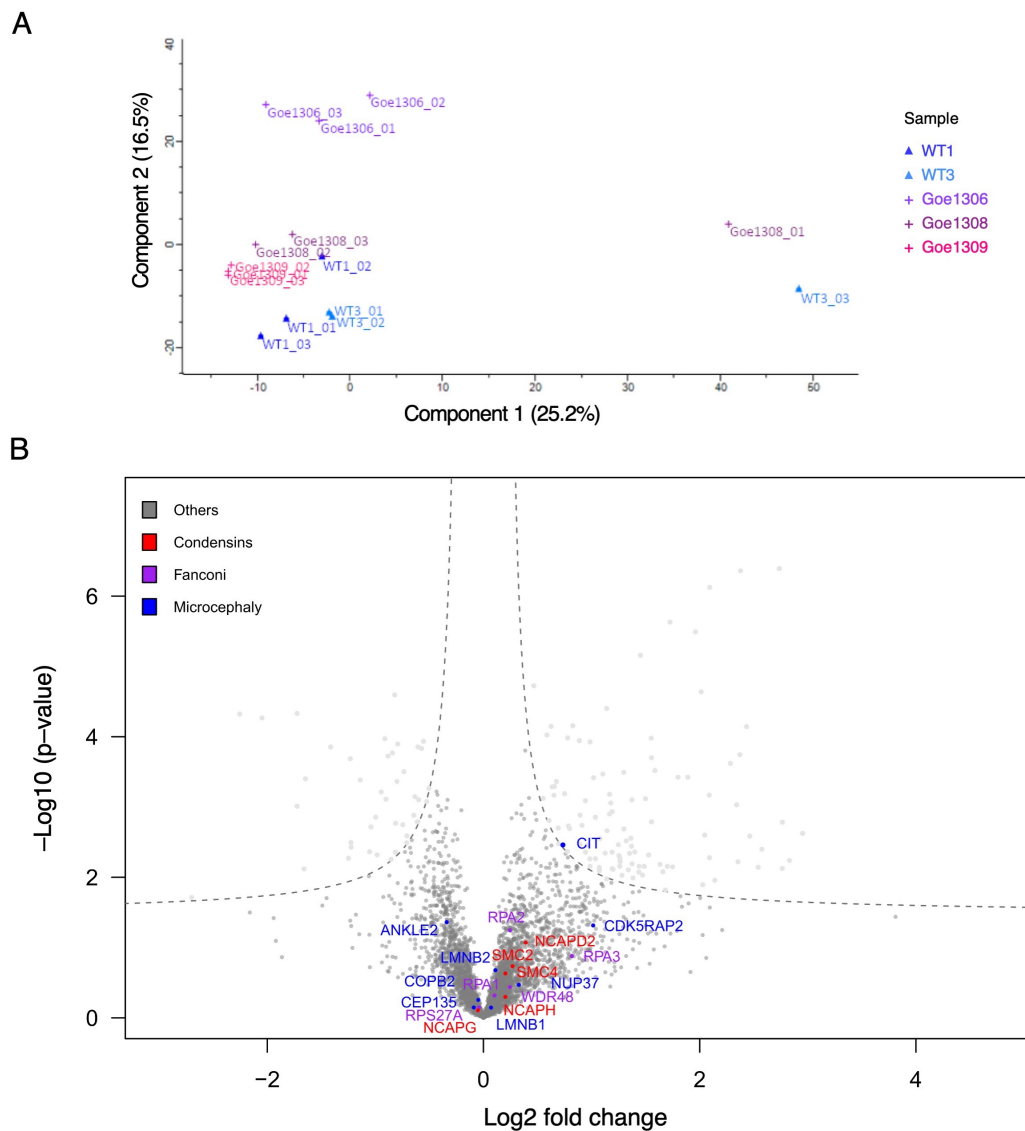 A
Component 2 (16.5%)
40
20
0
-20
Goe1306_03
Goe1306_02
Goe1306_01
Goe1308_01
Goe1308_03
Goe1308_02
WT1_02
Goe1309_02
Goe1309_01
Goe1309_03
WT3_03
WT3_01
WT3_02
WT1_01
WT1_03
-10
0
10
20
30
40
50
Component 1 (25.2%)
Sample
WT1
WT3
Goe1306
Goe1308
Goe1309
B
Others
Condensins
Fanconi
Microcephaly
−Log10 (p−value)
6
4
2
0
CIT
RPA2
ANKLE2
CDK5RAP2
NCAPD2
SMC2
LMNB2
RPA3
SMC4
COPB2
RPA1
NUP37
CEP135
WDR48
RPS27A
NCAPH
NCAPG
LMNB1
−2
0
2
4
Log2 fold change